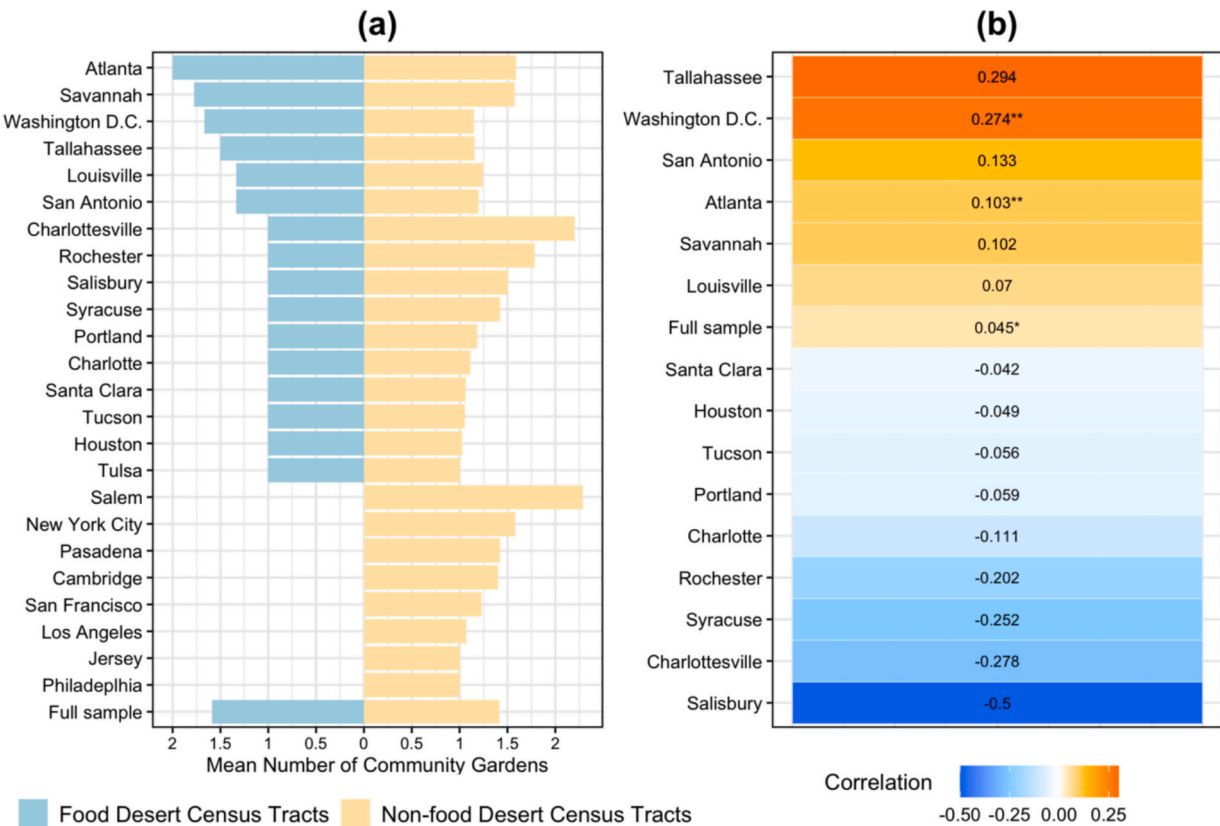 (a)
Atlanta
Savannah
Washington D.C.
Tallahassee
Louisville
San Antonio
Charlottesville
Rochester
Salisbury
Syracuse
Portland
Charlotte
Santa Clara
Tucson
Houston
Tulsa
Salem
New York City
Pasadena
Cambridge
San Francisco
Los Angeles
Jersey
Philadeplhia
Full sample
2 1.5 1 0.5 0 0.5 1 1.5 2
Mean Number of Community Gardens
Food Desert Census Tracts Non-food Desert Census Tracts
(b)
Tallahassee 0.294
Washington D.C. 0.274**
San Antonio 0.133
Atlanta 0.103**
Savannah 0.102
Louisville 0.07
Full sample 0.045*
Santa Clara -0.042
Houston -0.049
Tucson -0.056
Portland -0.059
Charlotte -0.111
Rochester -0.202
Syracuse -0.252
Charlottesville -0.278
Salisbury -0.5
Correlation
-0.50 -0.25 0.00 0.25